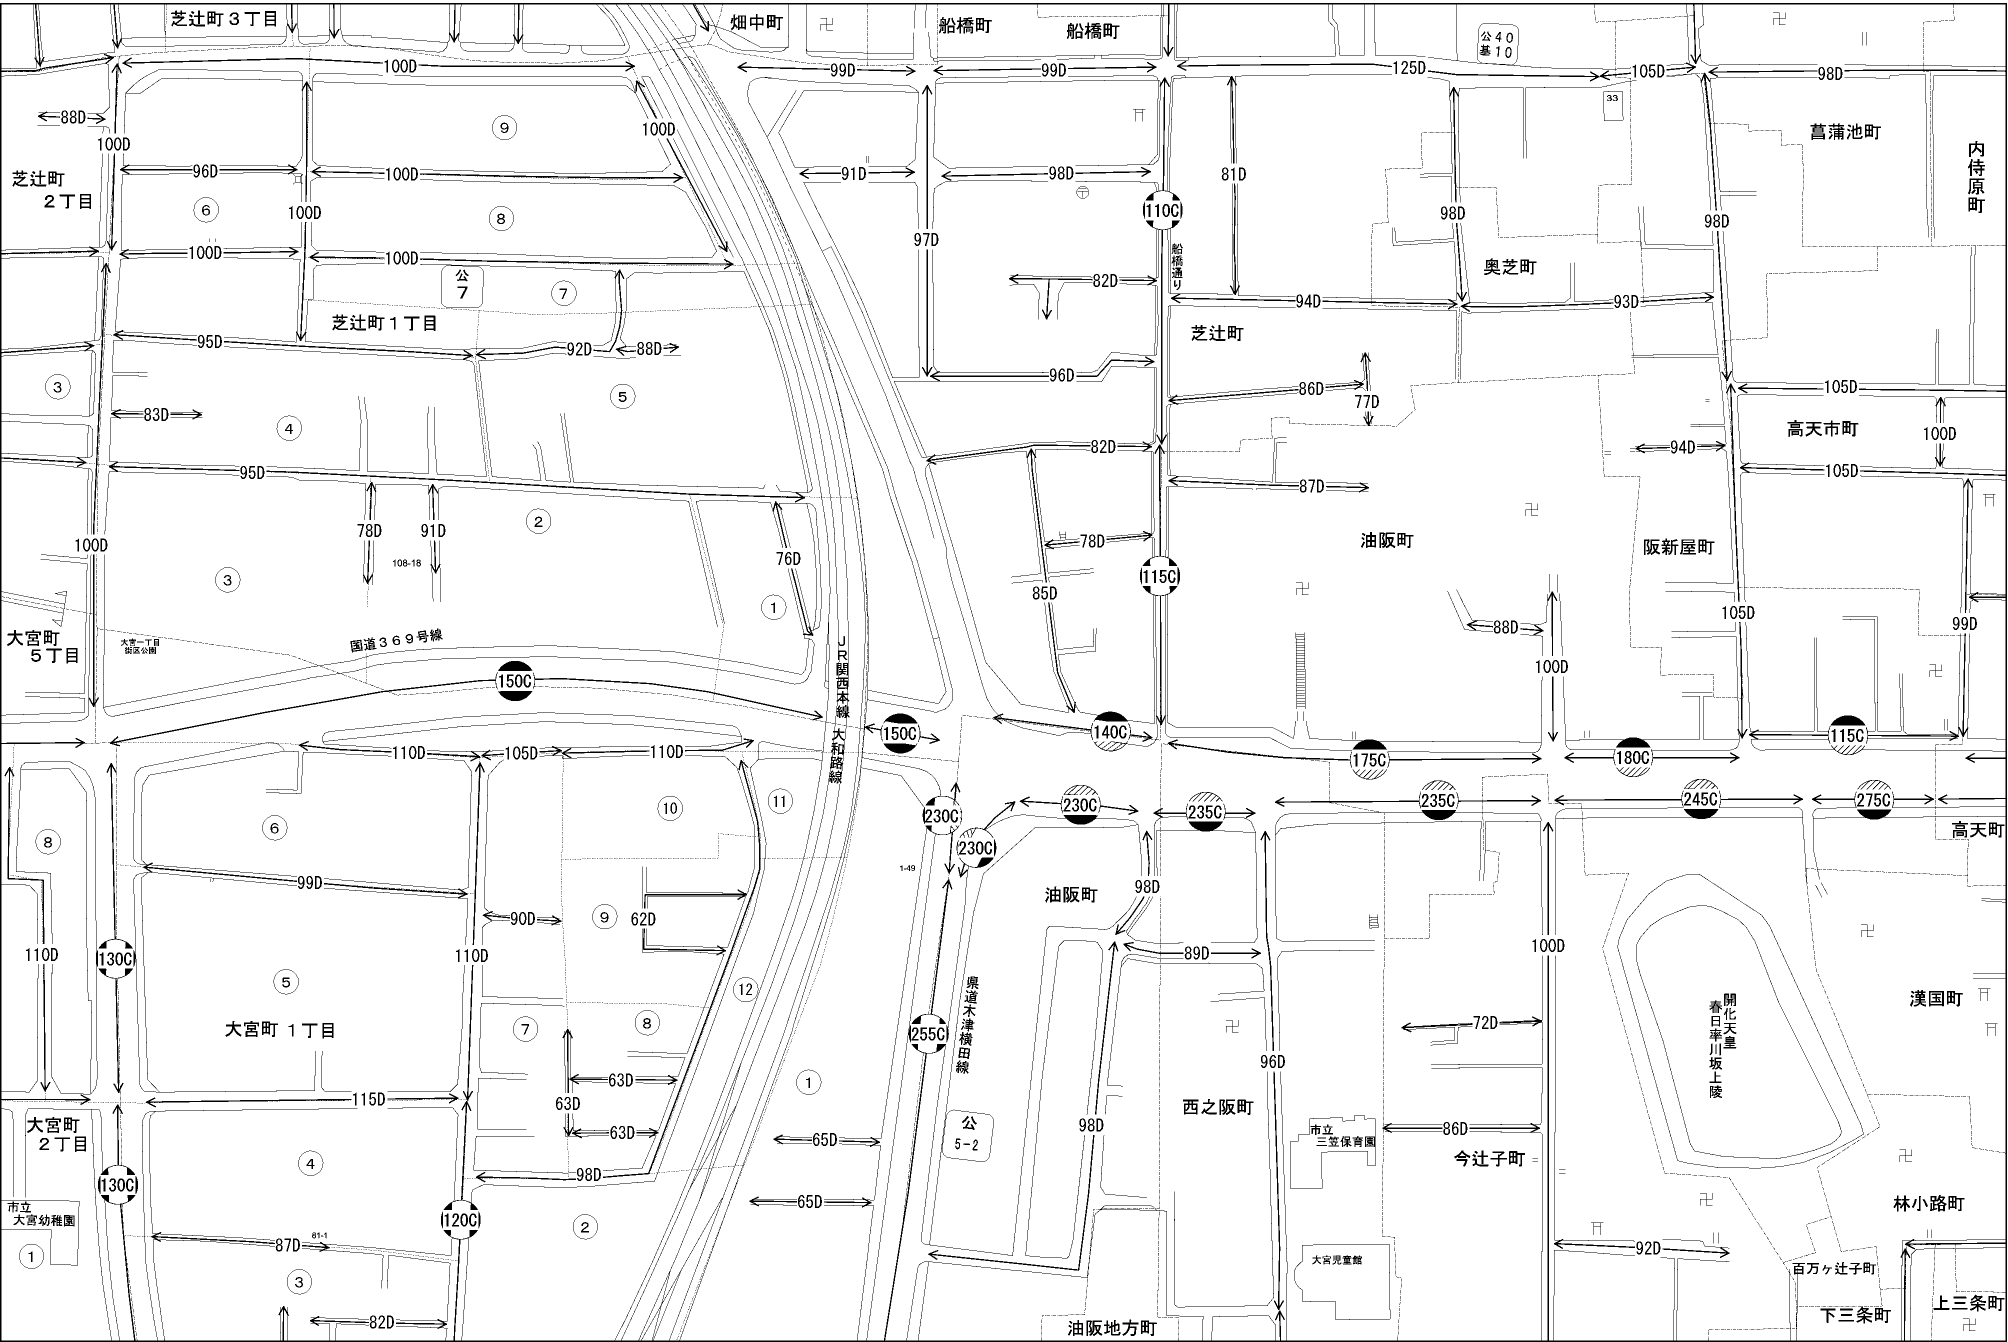 芝辻町３丁目
畑中町
船橋町
船橋町
公40
基10
100D
99D
99D
125D
105D
98D
33
88D
100D
⑨
100D
菖蒲池町
内侍原町
芝辻町
２丁目
96D
100D
91D
98D
81D
⑥
100D
⑧
110C
98D
98D
100D
100D
97D
船橋通り
公
7
⑦
82D
奥芝町
94D
93D
芝辻町１丁目
芝辻町
95D
92D
88D
96D
③
⑤
86D
77D
105D
83D
④
高天市町
100D
82D
94D
95D
105D
87D
②
78D
91D
100D
76D
78D
油阪町
阪新屋町
108-18
③
115C
85D
①
105D
99D
88D
大宮町
５丁目
大宮一丁目
街区公園
国道３６９号線
100D
150C
ＪＲ関西本線 大和路線
150C
140C
175C
180C
115C
110D
105D
110D
⑩
⑪
230C
230C
235C
235C
245C
275C
高天町
⑧
⑥
230C
1-49
99D
98D
油阪町
90D
⑨
62D
110D
130C
110D
89D
100D
⑤
⑫
県道木津横田線
大宮町１丁目
⑦
⑧
255C
72D
96D
開化天皇
春日率川坂上陵
漢国町
①
63D
63D
115D
西之阪町
大宮町
２丁目
公
5-2
98D
63D
65D
市立
三笠保育園
86D
今辻子町
④
98D
130C
65D
林小路町
市立
大宮幼稚園
120C
②
81-1
87D
①
92D
大宮児童館
百万ヶ辻子町
③
82D
油阪地方町
下三条町
上三条町